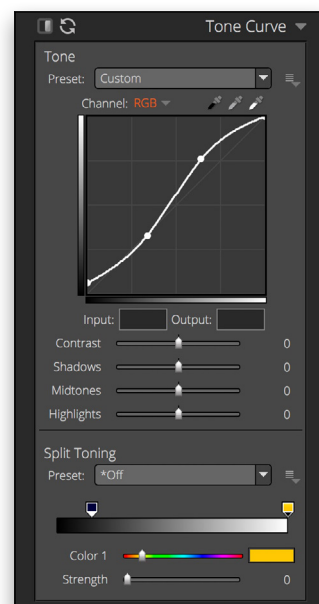 Tone Curve
Tone
Preset: Custom
Channel: RGB
Input: Output:
Contrast 0
Shadows 0
Midtones 0
Highlights 0
Split Toning
Preset: *Off
Color 1
Strength 0